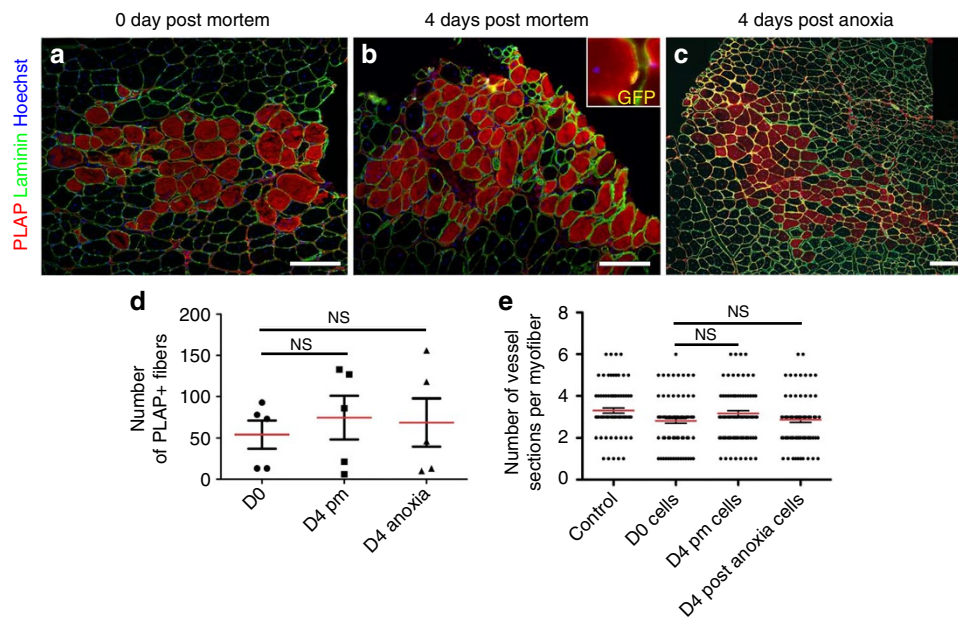 0 day post mortem
4 days post mortem
4 days post anoxia
PLAP Laminin Hoechst
a
b
GFP
c
d
Number
of PLAP+ fibers
200
150
100
50
0
NS
NS
D0
D4 pm
D4 anoxia
e
Number of vessel
sections per myofiber
8
6
4
2
0
NS
NS
Control
D0 cells
D4 pm cells
D4 post anoxia cells